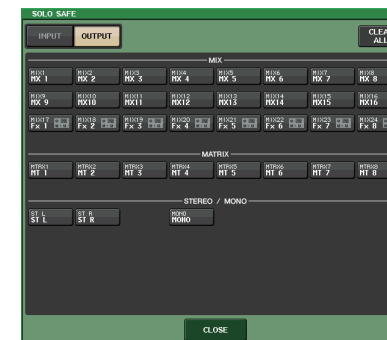 SOLO SAFE
INPUT OUTPUT CLEA
ALL
MIX
MIX1 MIX2 MIX3 MIX4 MIX5 MIX6 MIX7 MIX8
MX 1 MX 2 MX 3 MX 4 MX 5 MX 6 MX 7 MX 8
MIX9 MIX10 MIX11 MIX12 MIX13 MIX14 MIX15 MIX16
MX 9 MX10 MX11 MX12 MX13 MX14 MX15 MX16
MIX17 MIX18 MIX19 MIX20 MIX21 MIX22 MIX23 MIX24
Fx 1 Fx 2 Fx 3 Fx 4 Fx 5 Fx 6 Fx 7 Fx 8
MATRIX
MTRX1 MTRX2 MTRX3 MTRX4 MTRX5 MTRX6 MTRX7 MTRX8
MT 1 MT 2 MT 3 MT 4 MT 5 MT 6 MT 7 MT 8
STEREO / MONO
ST L ST R MONO
ST L ST R MONO
CLOSE